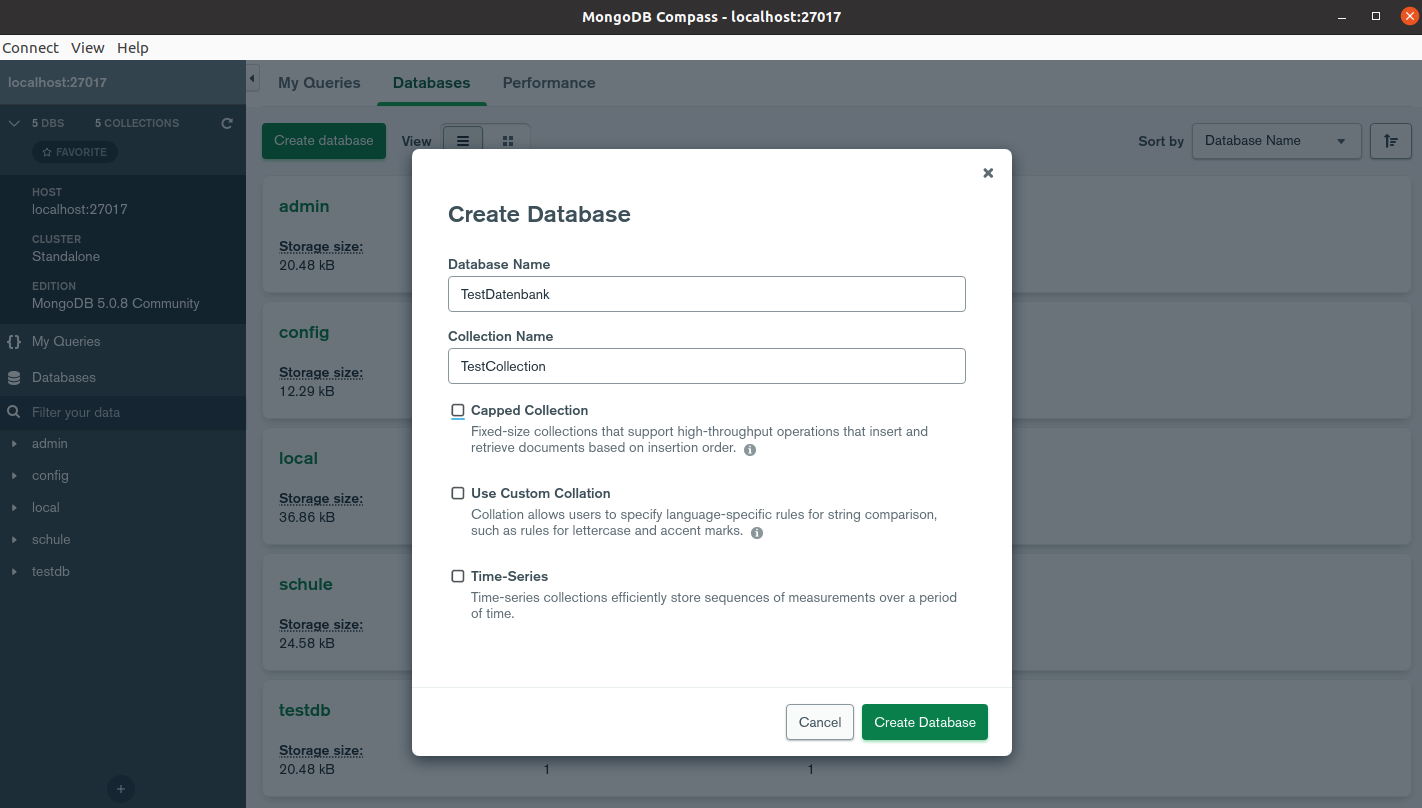 MongoDB Compass - localhost:27017
Connect View Help
localhost:27017
My Queries Databases Performance
5 DBS 5 COLLECTIONS
FAVORITE
HOST
localhost:27017
CLUSTER
Standalone
EDITION
MongoDB 5.0.8 Community
{} My Queries
Databases
Filter your data
admin
config
local
schule
testdb
+
Create database View Sort by Database Name
admin
Storage size:
20.48 kB
config
Storage size:
12.29 kB
local
Storage size:
36.86 kB
schule
Storage size:
24.58 kB
testdb
Storage size:
20.48 kB 1 1
Create Database
Database Name
TestDatenbank
Collection Name
TestCollection
Capped Collection
Fixed-size collections that support high-throughput operations that insert and
retrieve documents based on insertion order.
Use Custom Collation
Collation allows users to specify language-specific rules for string comparison,
such as rules for lettercase and accent marks.
Time-Series
Time-series collections efficiently store sequences of measurements over a period
of time.
Cancel Create Database